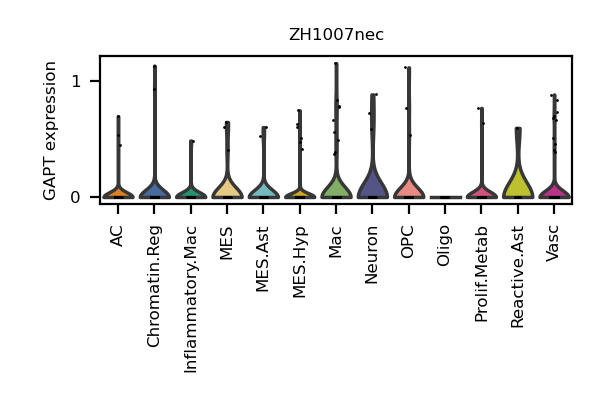 ZH1007nec
GAPT expression
1
0
AC
Chromatin.Reg
Inflammatory.Mac
MES
MES.Ast
MES.Hyp
Mac
Neuron
OPC
Oligo
Prolif.Metab
Reactive.Ast
Vasc